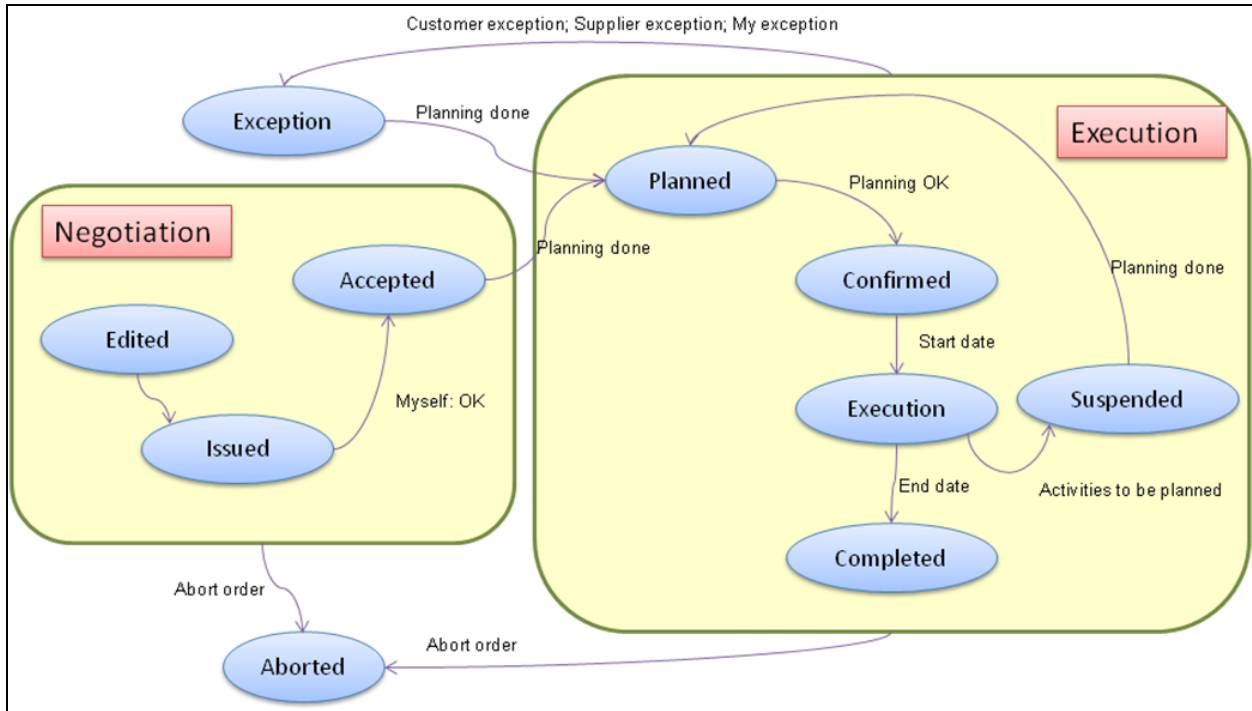 Customer exception; Supplier exception; My exception
Exception
Planning done
Execution
Planned
Planning OK
Negotiation
Accepted
Planning done
Confirmed
Planning done
Edited
Start date
Myself: OK
Execution
Suspended
Issued
End date
Activities to be planned
Completed
Abort order
Abort order
Aborted